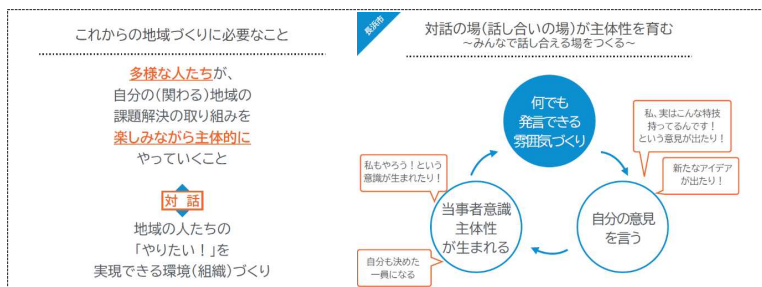 これからの地域づくりに必要なこと
多様な人たちが、
自分の(関わる)地域の
課題解決の取り組みを
楽しみながら主体的に
やっていくこと
対 話
地域の人たちの
「やりたい!」を
実現できる環境(組織)づくり
長浜市
対話の場(話し合いの場)が主体性を育む
~みんなで話し合える場をつくる~
何でも
発言できる
雰囲気づくり
私、実はこんな特技
持ってるんです!
という意見が出たり!
新たなアイデア
が出たり!
自分の意見
を言う
私もやろう!という
意識が生まれたり!
当事者意識
主体性
が生まれる
自分も決めた
一員になる